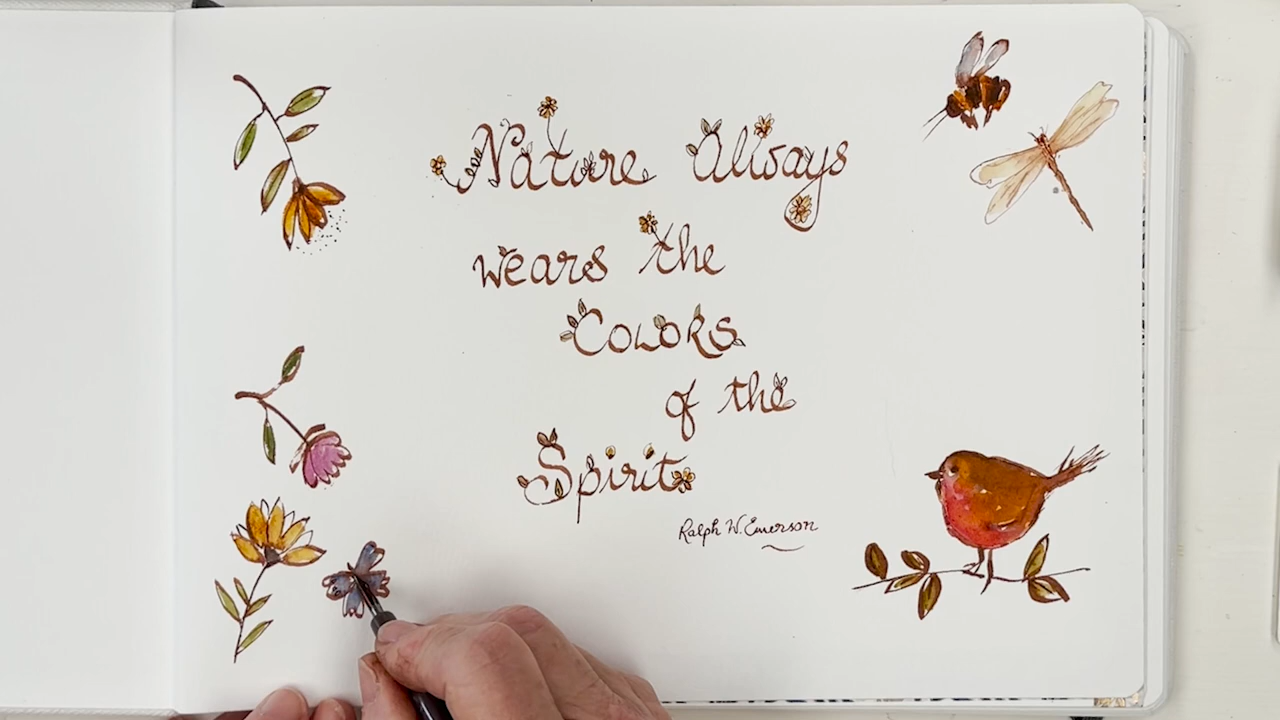 Nature Always
wears the
Colors
of the
Spirit
Ralph W. Emerson